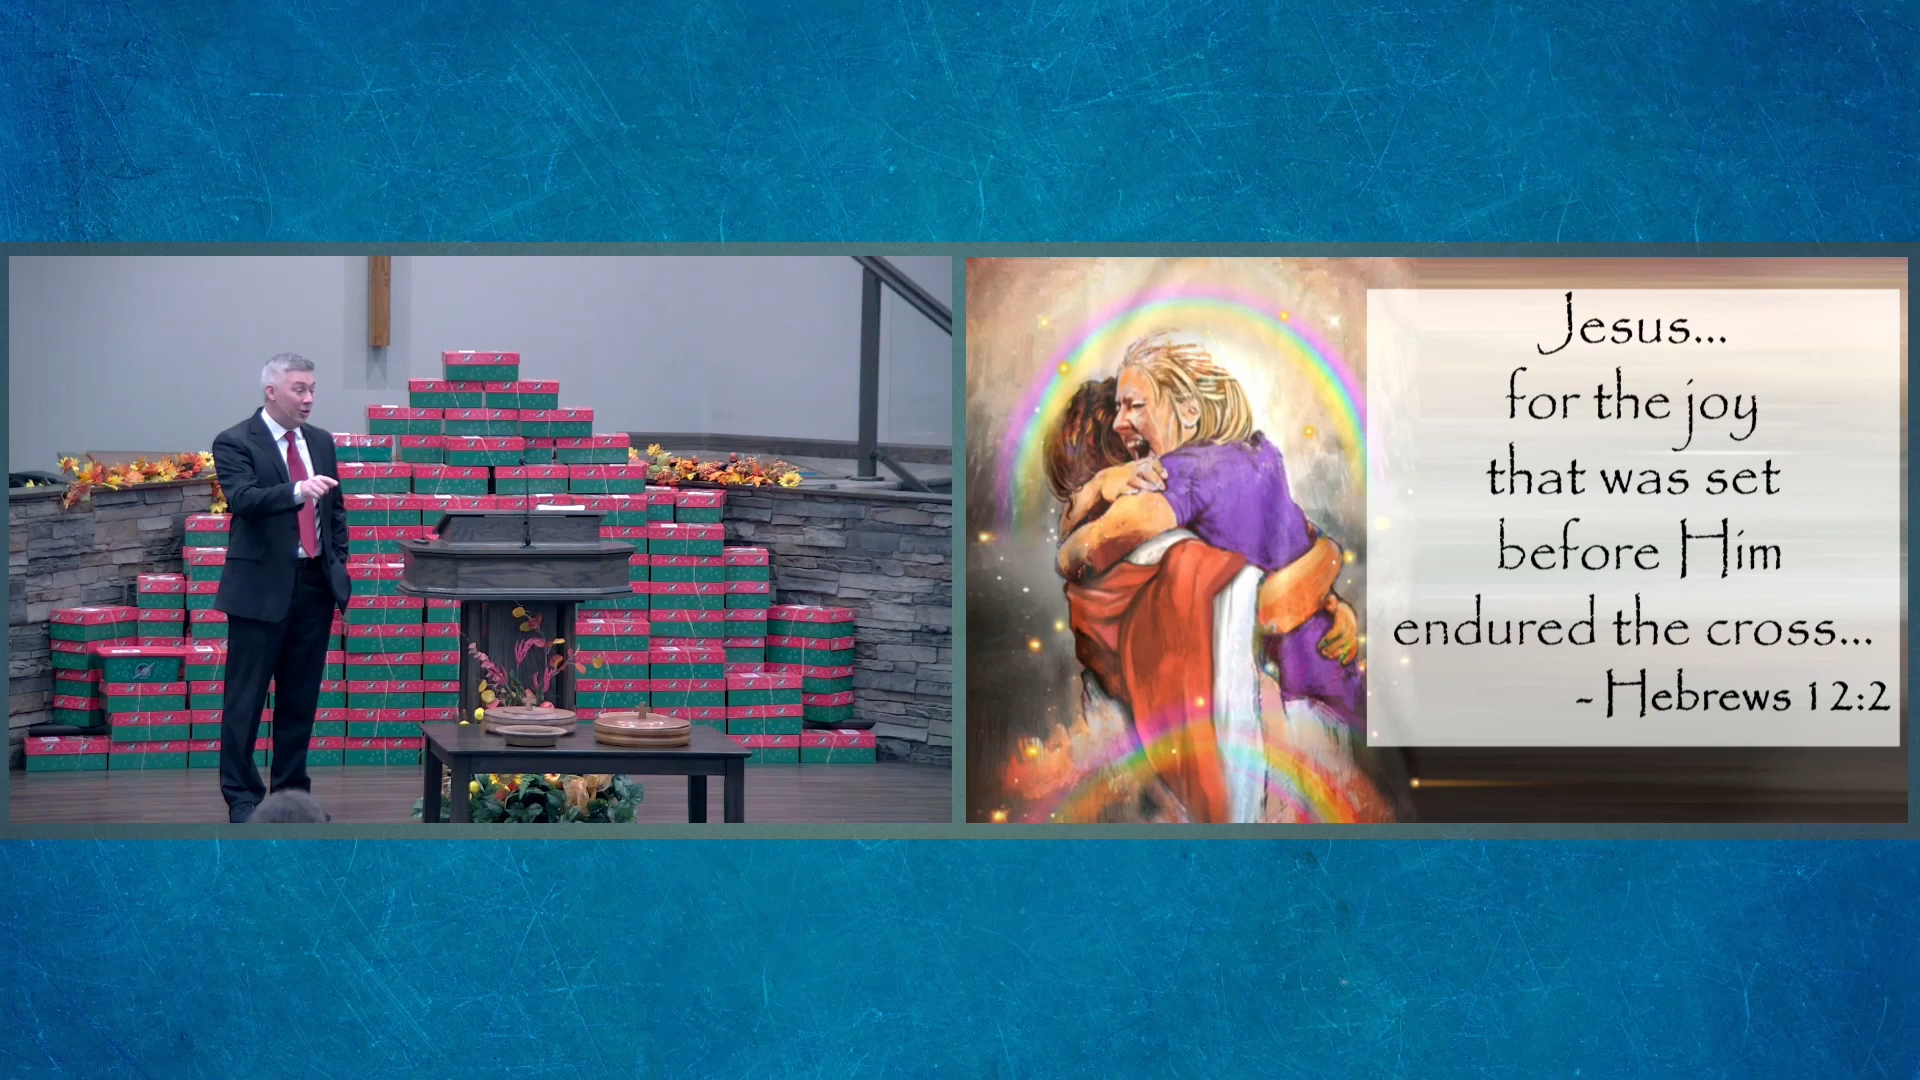 Jesus...
for the joy
that was set
before Him
endured the cross...
- Hebrews 12:2